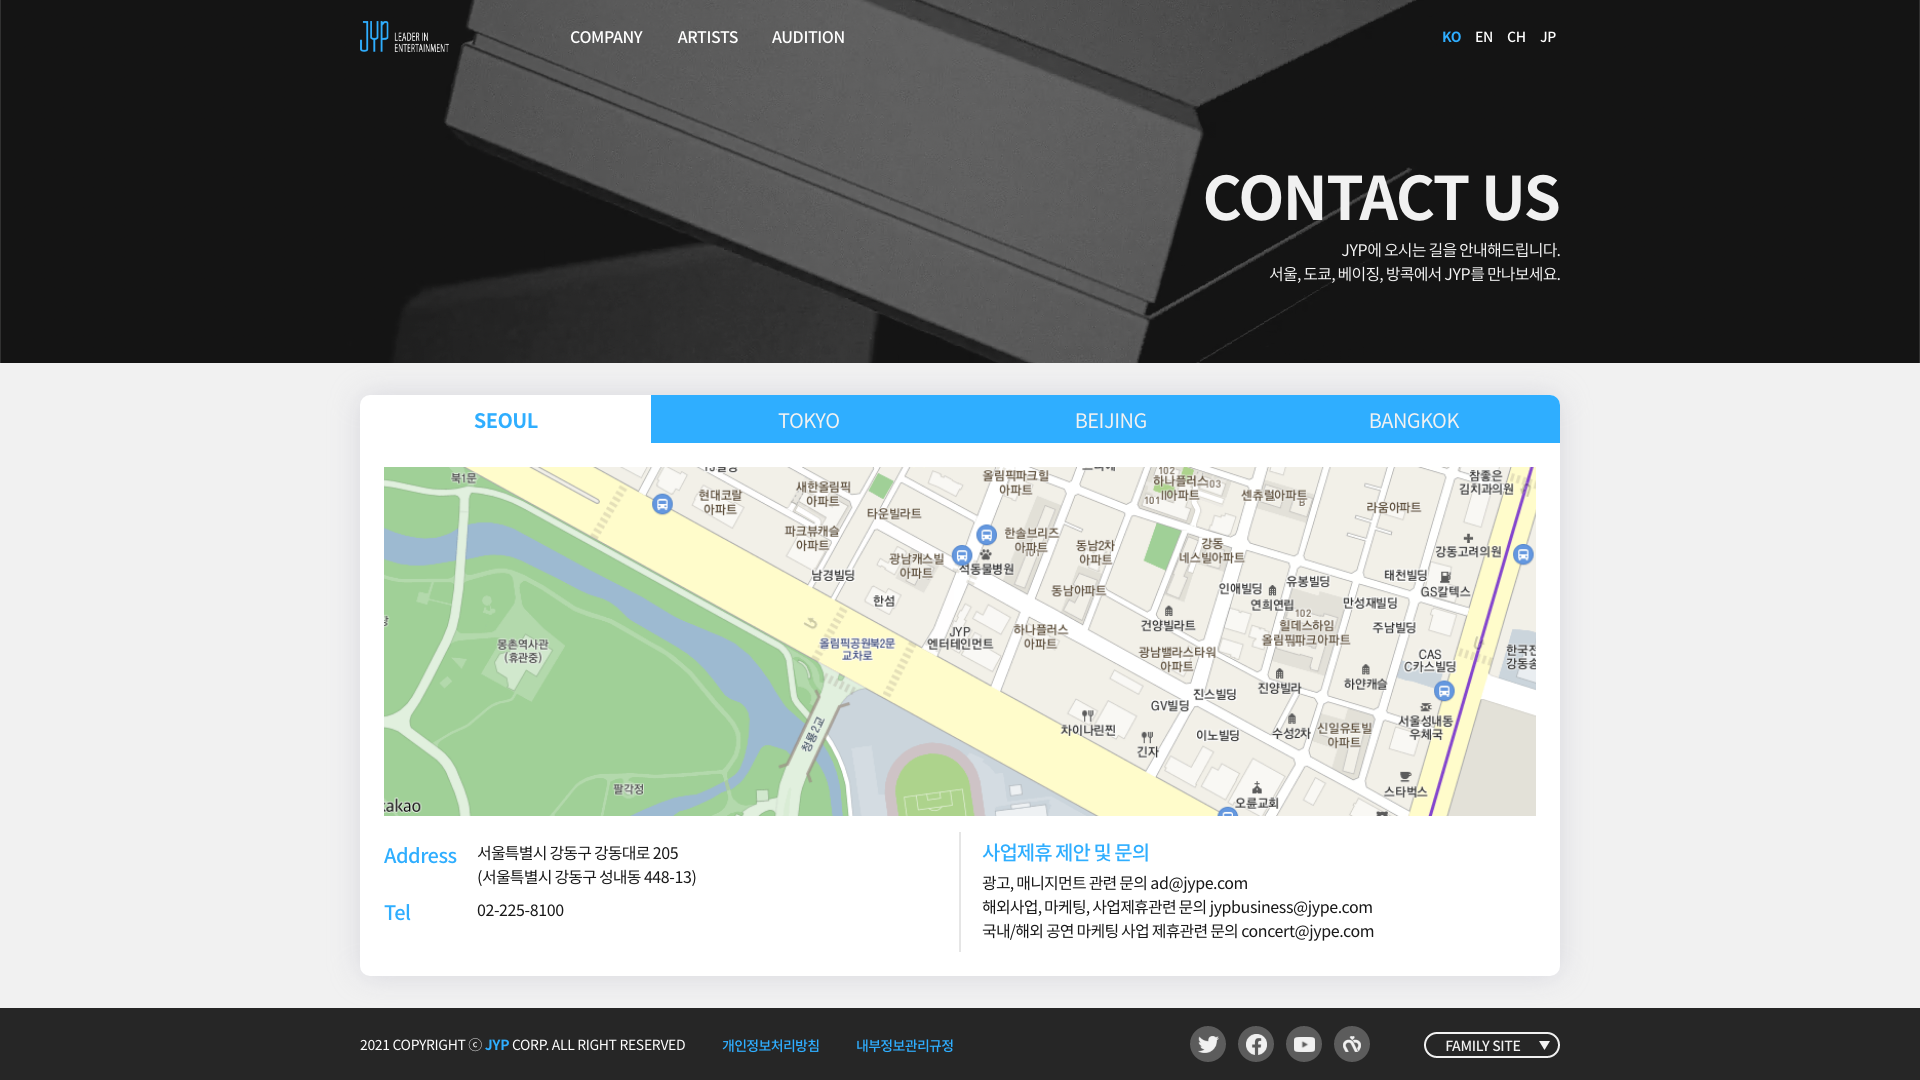 JYP LEADER IN
ENTERTAINMENT
COMPANY ARTISTS AUDITION
KO EN CH JP
CONTACT US
JYP에 오시는 길을 안내해드립니다.
서울, 도쿄, 베이징, 방콕에서 JYP를 만나보세요.
SEOUL TOKYO BEIJING BANGKOK
북1문
현대코랄
아파트
새한올림픽
아파트
올림픽파크힐
아파트
102
하나플러스103
101 II아파트
센츄럴아파트
참좋은
김치과의원
라움아파트
타운빌라트
파크뷰캐슬
아파트
한솔브리즈
아파트
동남2차
아파트
강동
네스빌아파트
강동고려의원
광남캐스빌
아파트
석동물병원
남경빌딩
동남아파트
인애빌딩
유봉빌딩
태천빌딩
GS칼텍스
한섬
연희연립
만성재빌딩
건양빌라트
102
힐데스하임
올림픽파크아파트
주남빌딩
JYP
엔터테인먼트
하나플러스
아파트
몽촌역사관
(휴관중)
올림픽공원북2문
교차로
광남밸라스타워
아파트
CAS
C카스빌딩
한국전
강동송
진양빌라
하얀캐슬
진스빌딩
GV빌딩
청룡2교
차이나린찐
긴자
이노빌딩
수성2차
신일유토빌
아파트
서울성내동
우체국
팔각정
오륜교회
스타벅스
kakao
Address 서울특별시 강동구 강동대로 205
(서울특별시 강동구 성내동 448-13)
Tel 02-225-8100
사업제휴 제안 및 문의
광고, 매니지먼트 관련 문의 ad@jype.com
해외사업, 마케팅, 사업제휴관련 문의 jypbusiness@jype.com
국내/해외 공연 마케팅 사업 제휴관련 문의 concert@jype.com
2021 COPYRIGHT ⓒ JYP CORP. ALL RIGHT RESERVED 개인정보처리방침 내부정보관리규정
FAMILY SITE ▼